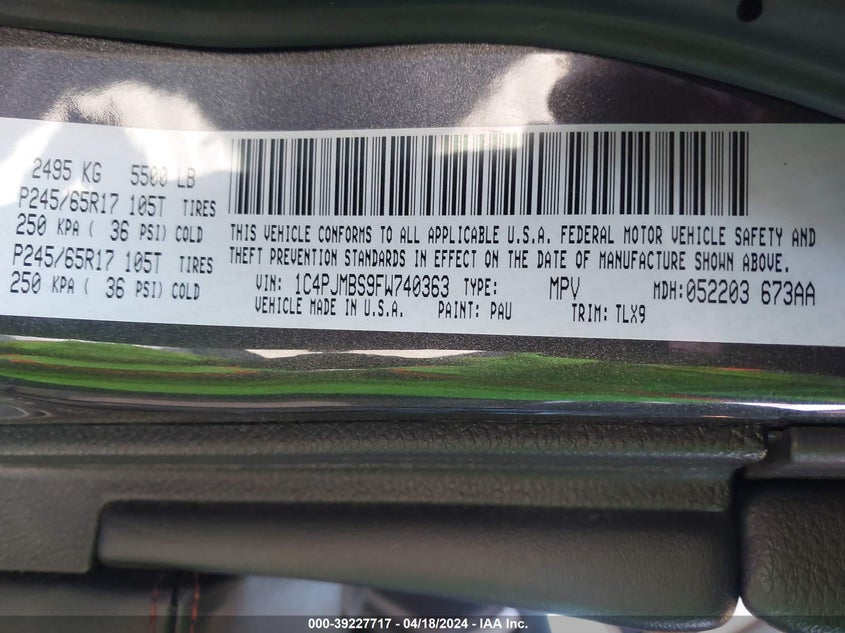 2495 KG 5500 LB
P245/65R17 105T TIRES
250 KPA ( 36 PSI) COLD
P245/65R17 105T TIRES
250 KPA ( 36 PSI) COLD
THIS VEHICLE CONFORMS TO ALL APPLICABLE U.S.A. FEDERAL MOTOR VEHICLE SAFETY AND
THEFT PREVENTION STANDARDS IN EFFECT ON THE DATE OF MANUFACTURE SHOWN ABOVE.
VIN: 1C4PJMBS9FW740363 TYPE: MPV MDH:052203 673AA
VEHICLE MADE IN U.S.A. PAINT: PAU TRIM: TLX9
000-39227717 - 04/18/2024 - IAA Inc.